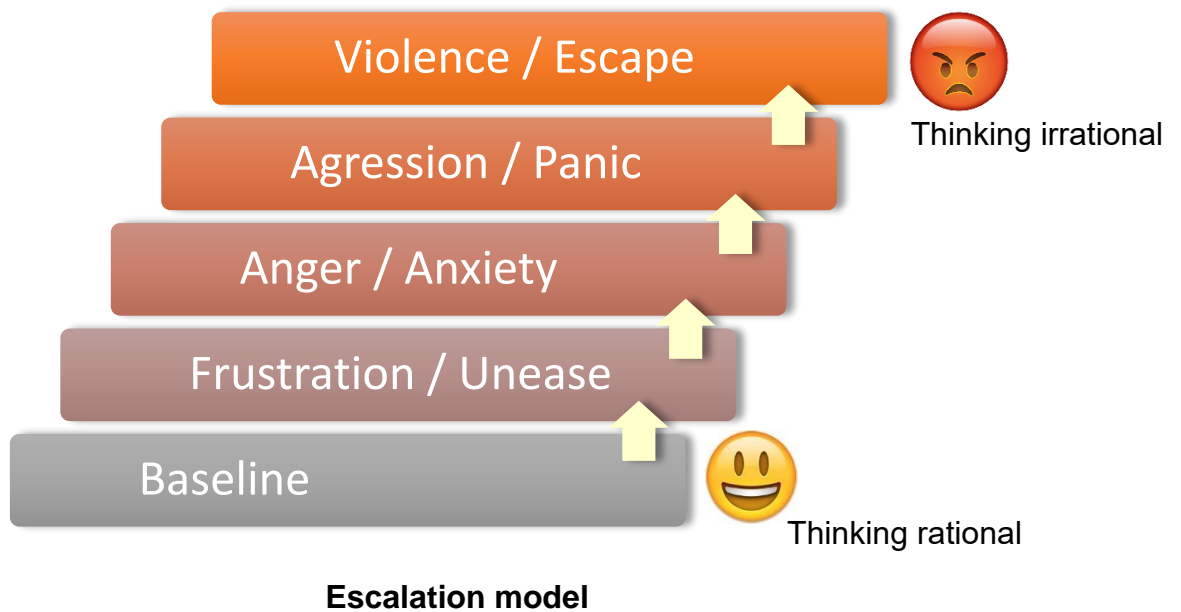 Violence / Escape
Thinking irrational
Agression / Panic
Anger / Anxiety
Frustration / Unease
Baseline
Thinking rational
Escalation model